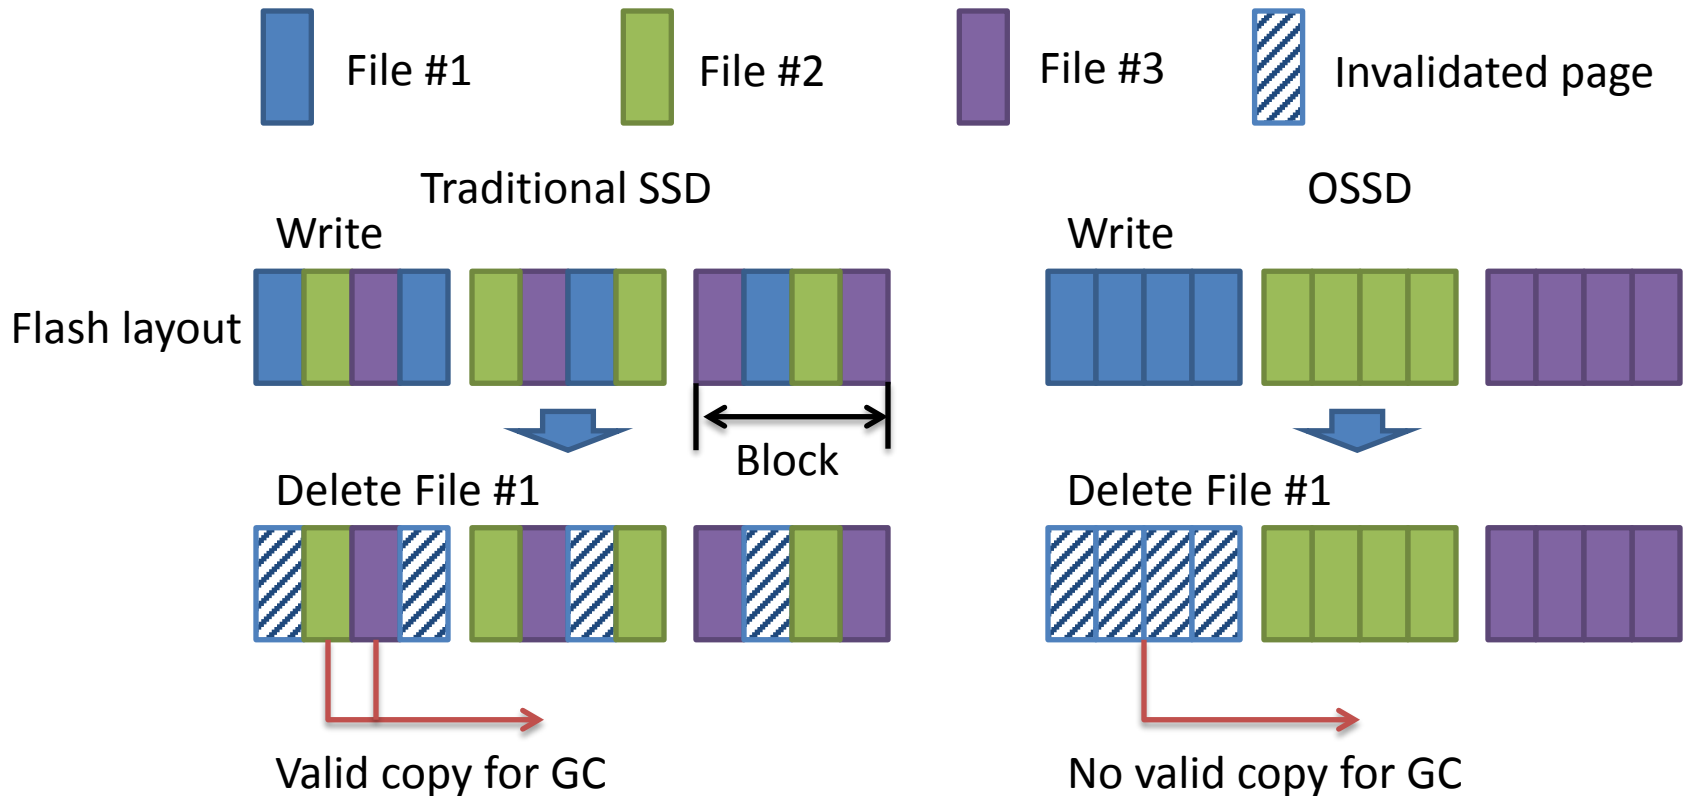 File #1
File #2
File #3
Invalidated page
Traditional SSD
OSSD
Write
Write
Flash layout
Block
Delete File #1
Delete File #1
Valid copy for GC
No valid copy for GC